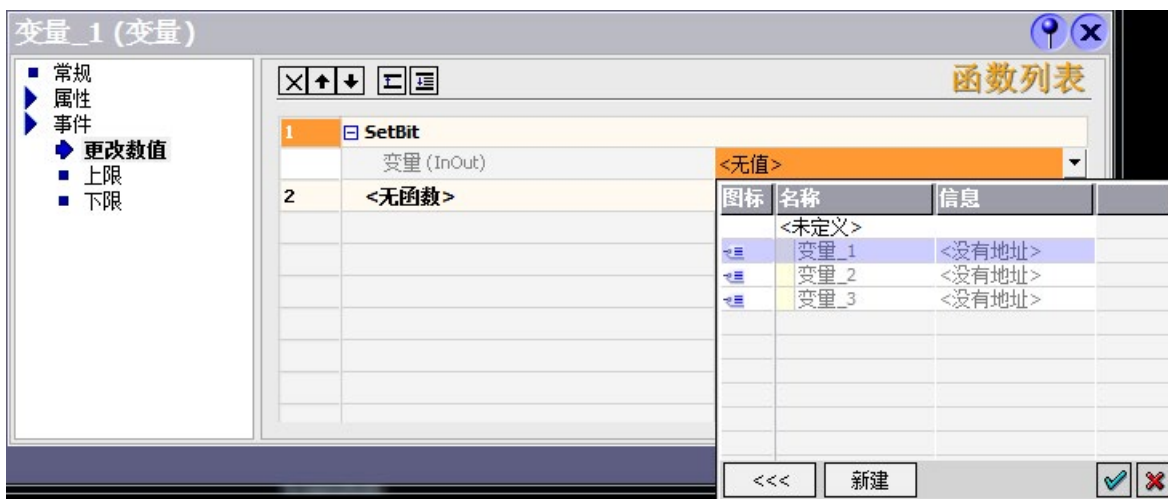 变量_1 (变量)
常规
属性
事件
更改数值
上限
下限
函数列表
1 SetBit
变量 (InOut) <无值>
2 <无函数>
图标 名称 信息
<未定义>
变量_1 <没有地址>
变量_2 <没有地址>
变量_3 <没有地址>
<<< 新建